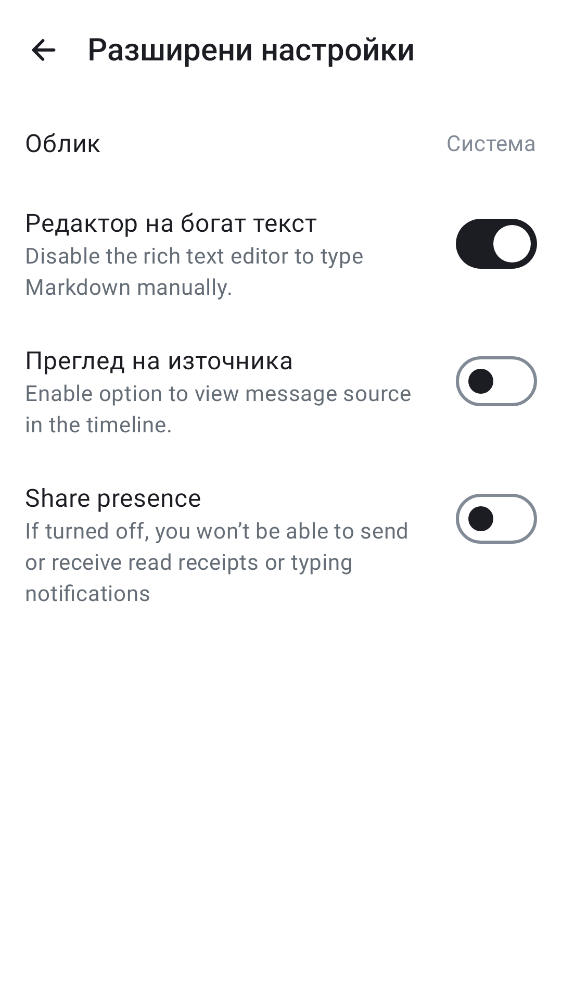 Разширени настройки
Облик
Система
Редактор на богат текст
Disable the rich text editor to type
Markdown manually.
Преглед на източника
Enable option to view message source
in the timeline.
Share presence
If turned off, you won’t be able to send
or receive read receipts or typing
notifications